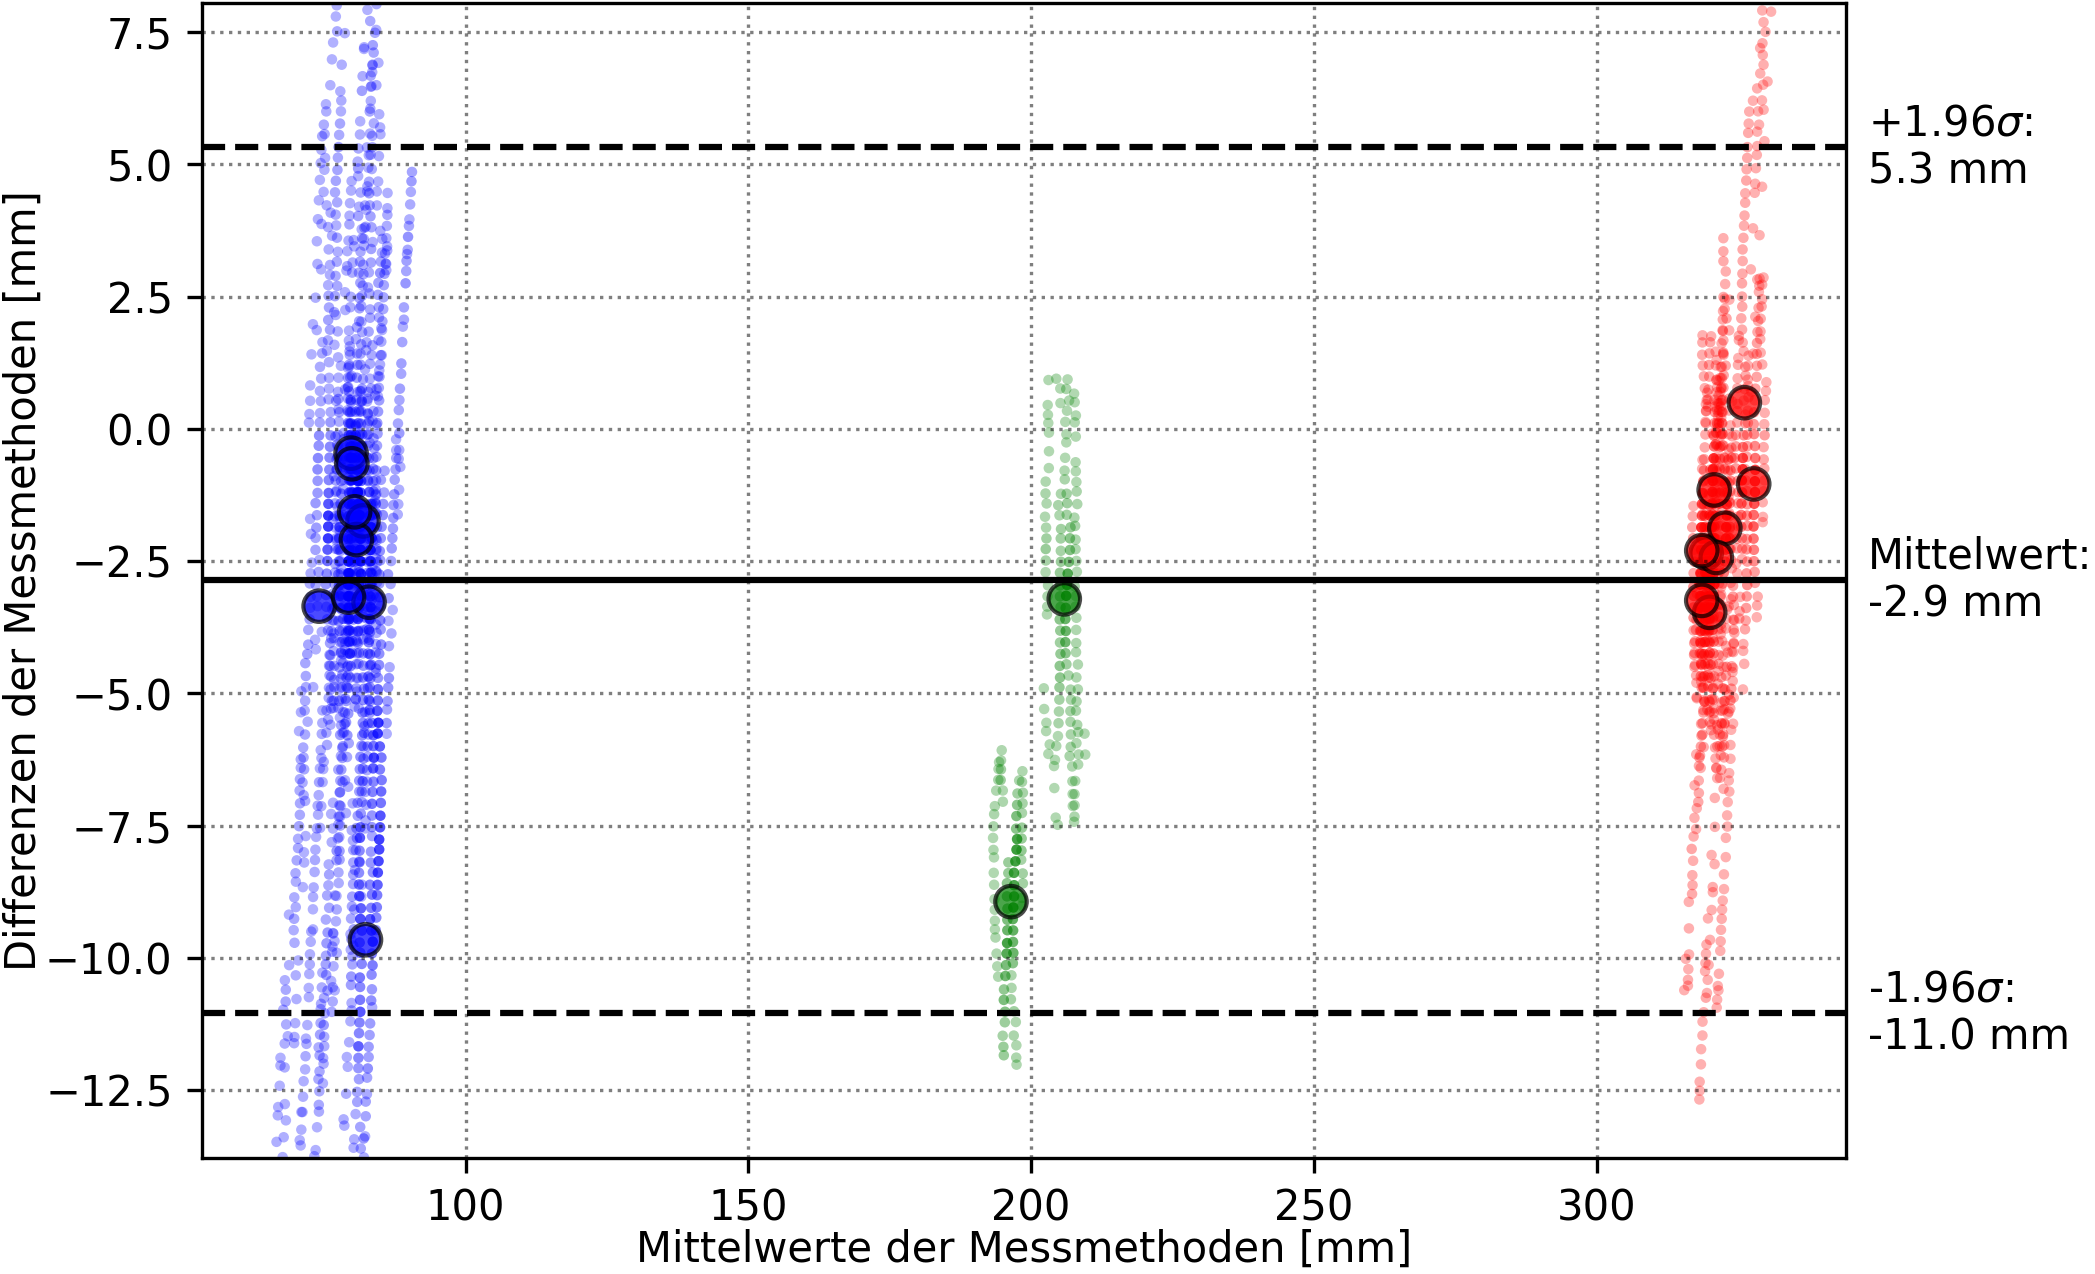 Differenzen der Messmethoden [mm]
7.5
5.0
2.5
0.0
−2.5
−5.0
−7.5
−10.0
−12.5
+1.96σ:
5.3 mm
Mittelwert:
-2.9 mm
-1.96σ:
-11.0 mm
100
150
200
250
300
Mittelwerte der Messmethoden [mm]